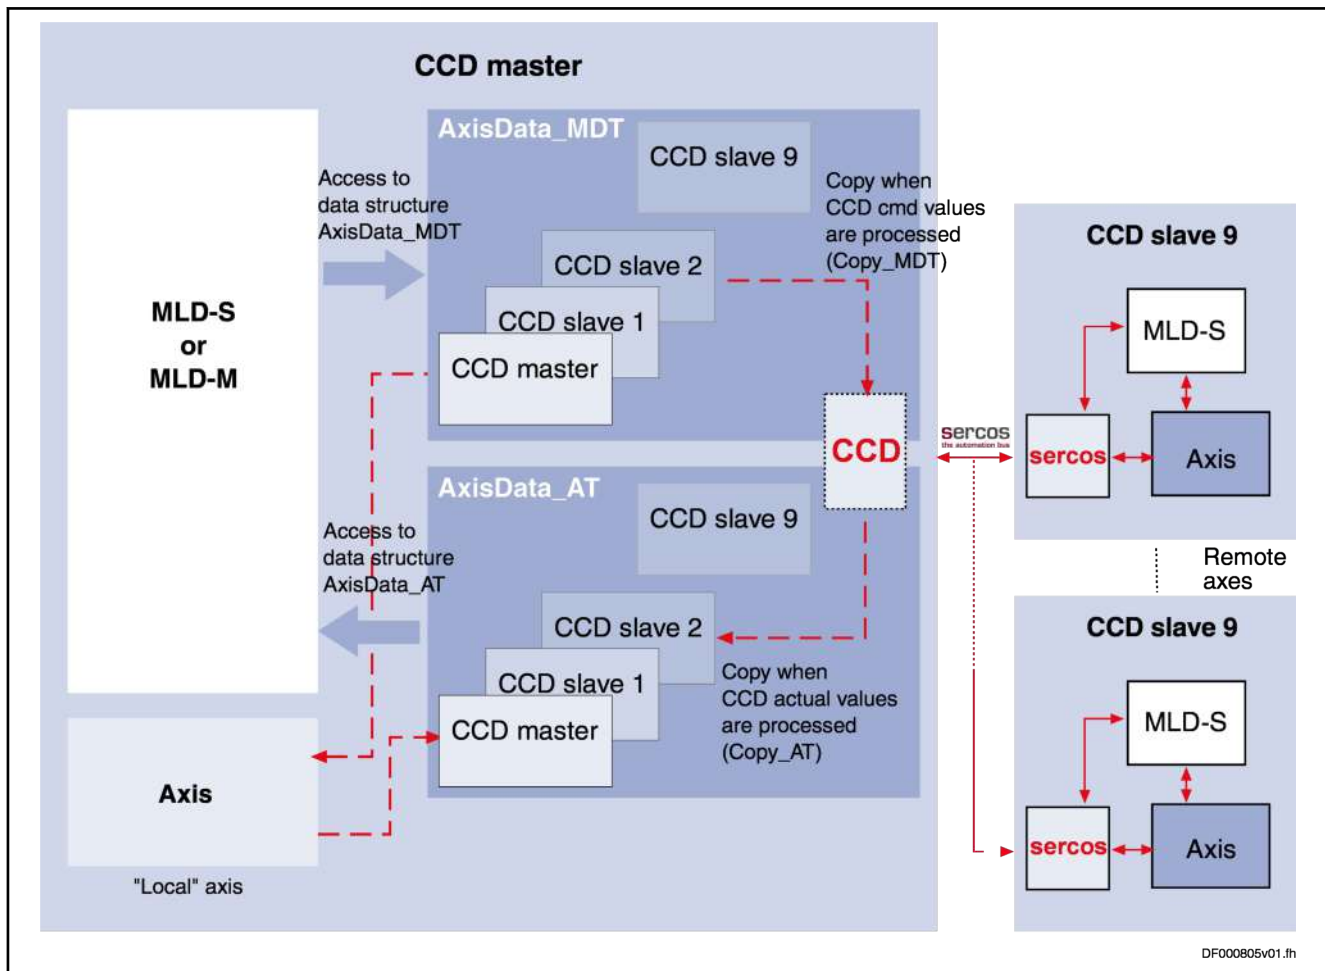 CCD master
MLD-S
or
MLD-M
Access to
data structure
AxisData_MDT
AxisData_MDT
CCD slave 9
CCD slave 2
CCD slave 1
CCD master
Copy when
CCD cmd values
are processed
(Copy_MDT)
CCD
sercos
the automation bus
AxisData_AT
CCD slave 9
CCD slave 2
CCD slave 1
CCD master
Access to
data structure
AxisData_AT
Copy when
CCD actual values
are processed
(Copy_AT)
Axis
"Local" axis
CCD slave 9
MLD-S
sercos
Axis
Remote
axes
CCD slave 9
MLD-S
sercos
Axis
DF000805v01.fh